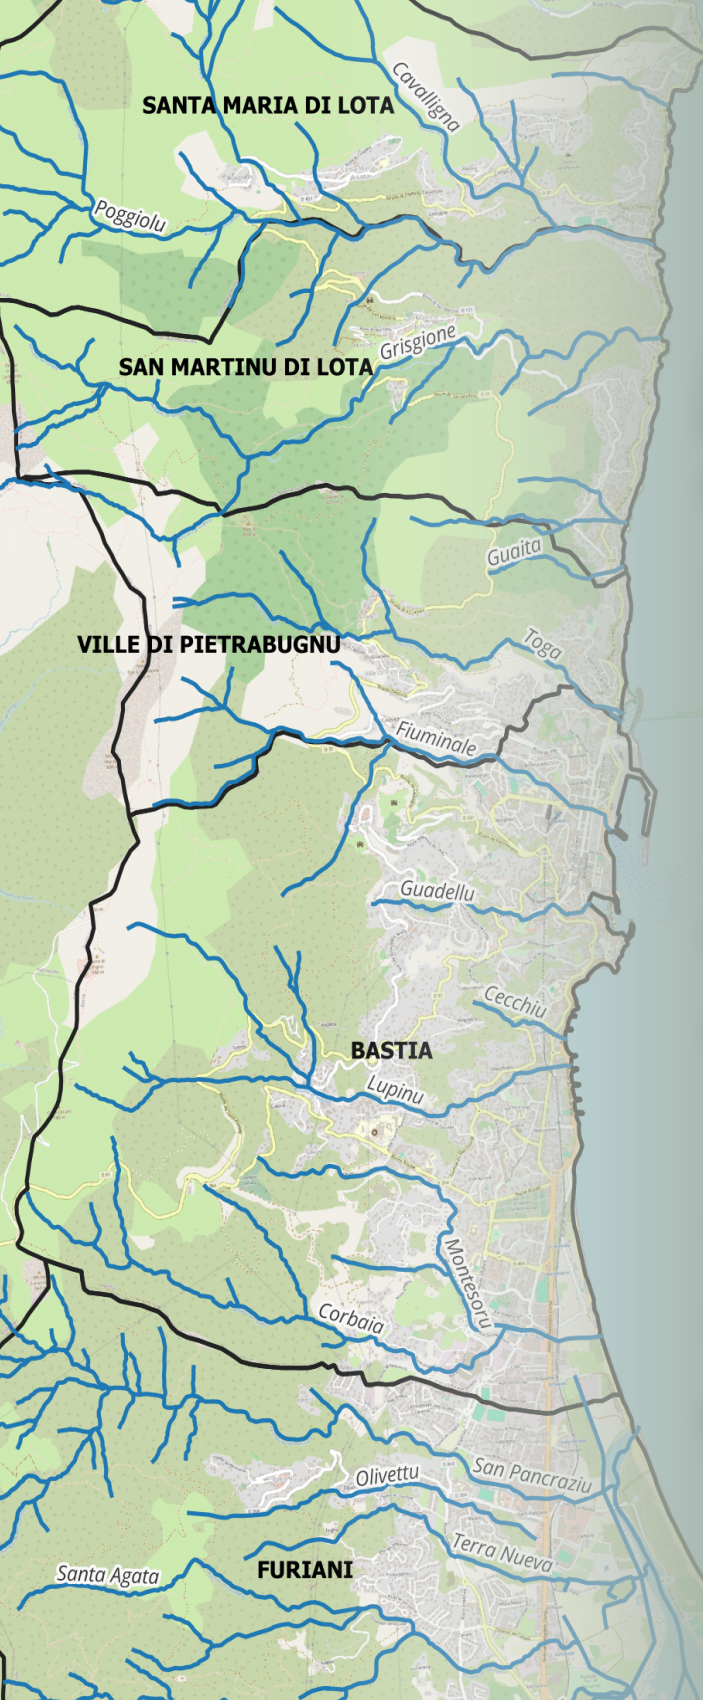 Cavalligna
SANTA MARIA DI LOTA
Poggiolu
Grisgione
SAN MARTINU DI LOTA
Guaita
VILLE DI PIETRABUGNU
Toga
Fiuminale
Guadellu
Cecchiu
BASTIA
Lupinu
Montesoru
Corbaia
San Pancraziu
Olivettu
Terra Nueva
FURIANI
Santa Agata